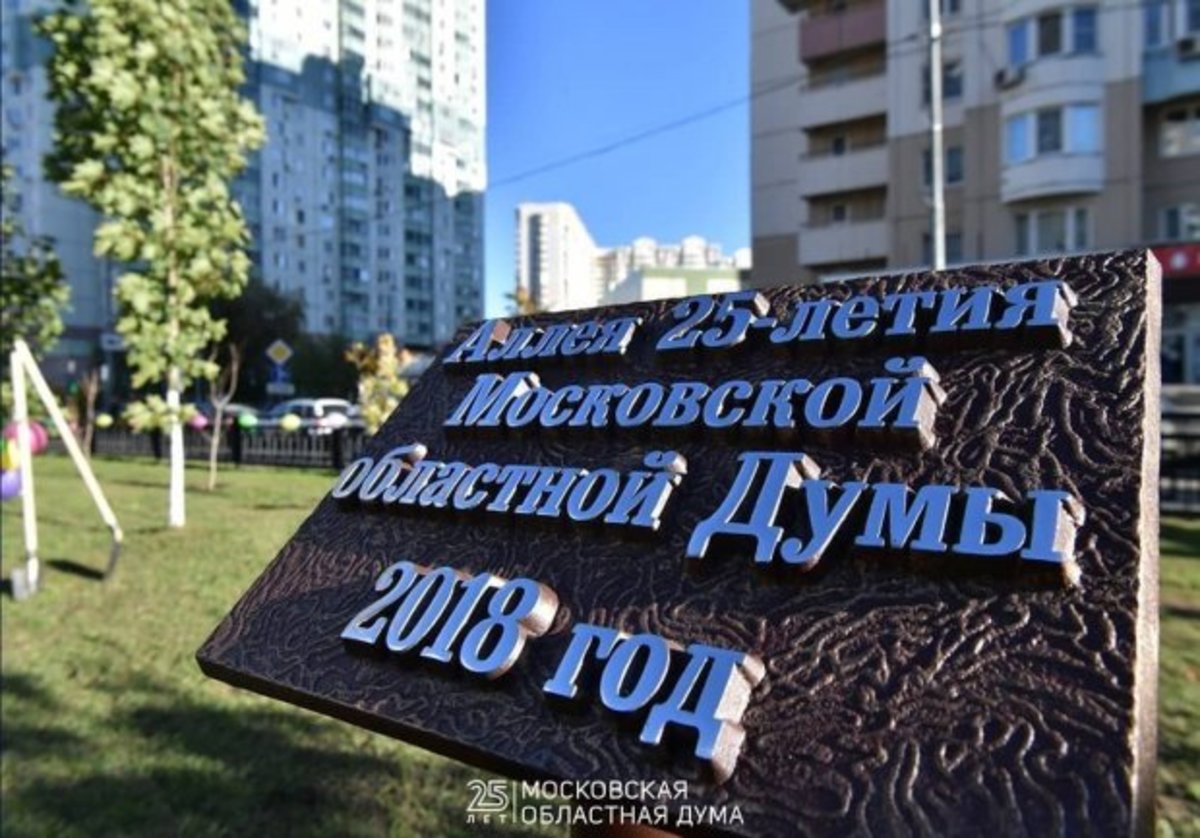 Аллея 25-летия
Московской
областной Думы
2018 год
25 ЛЕТ
МОСКОВСКАЯ
ОБЛАСТНАЯ ДУМА